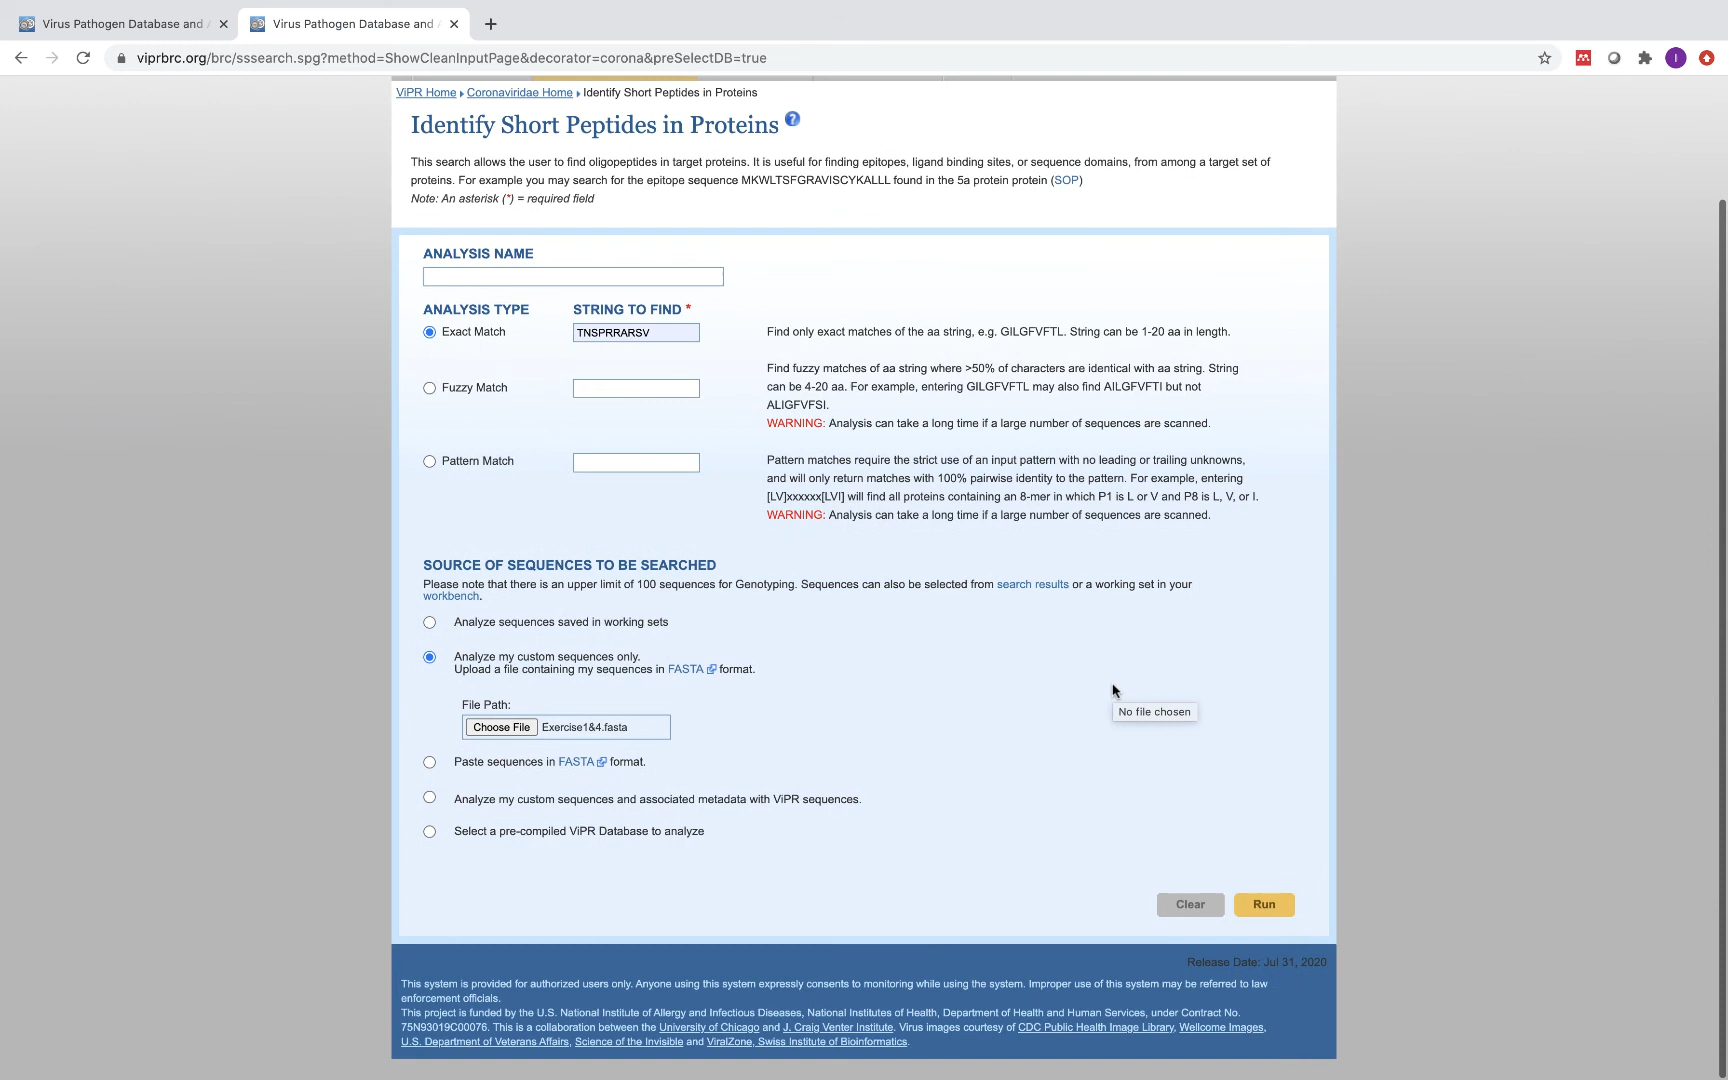 Virus Pathogen Database and
Virus Pathogen Database and
viprbrc.org/brc/sssearch.spg?method=ShowCleanInputPage&decorator=corona&preSelectDB=true
I
ViPR Home Coronaviridae Home Identify Short Peptides in Proteins
Identify Short Peptides in Proteins ?
This search allows the user to find oligopeptides in target proteins. It is useful for finding epitopes, ligand binding sites, or sequence domains, from among a target set of
proteins. For example you may search for the epitope sequence MKWLTSFGRAVISCYKALLL found in the 5a protein protein (SOP)
Note: An asterisk (*) = required field
ANALYSIS NAME
ANALYSIS TYPE STRING TO FIND *
Exact Match TNSPRRARSV Find only exact matches of the aa string, e.g. GILGFVFTL. String can be 1-20 aa in length.
Find fuzzy matches of aa string where >50% of characters are identical with aa string. String
Fuzzy Match can be 4-20 aa. For example, entering GILGFVFTL may also find AILGFVFTI but not
ALIGFVFSI.
WARNING: Analysis can take a long time if a large number of sequences are scanned.
Pattern Match Pattern matches require the strict use of an input pattern with no leading or trailing unknowns,
and will only return matches with 100% pairwise identity to the pattern. For example, entering
[LV]xxxxxx[LVI] will find all proteins containing an 8-mer in which P1 is L or V and P8 is L, V, or I.
WARNING: Analysis can take a long time if a large number of sequences are scanned.
SOURCE OF SEQUENCES TO BE SEARCHED
Please note that there is an upper limit of 100 sequences for Genotyping. Sequences can also be selected from search results or a working set in your
workbench.
Analyze sequences saved in working sets
Analyze my custom sequences only.
Upload a file containing my sequences in FASTA format.
File Path:
No file chosen
Choose File Exercise1&4.fasta
Paste sequences in FASTA format.
Analyze my custom sequences and associated metadata with ViPR sequences.
Select a pre-compiled ViPR Database to analyze
Clear Run
Release Date: Jul 31, 2020
This system is provided for authorized users only. Anyone using this system expressly consents to monitoring while using the system. Improper use of this system may be referred to law
enforcement officials.
This project is funded by the U.S. National Institute of Allergy and Infectious Diseases, National Institutes of Health, Department of Health and Human Services, under Contract No.
75N93019C00076. This is a collaboration between the University of Chicago and J. Craig Venter Institute. Virus images courtesy of CDC Public Health Image Library, Wellcome Images,
U.S. Department of Veterans Affairs, Science of the Invisible and ViralZone, Swiss Institute of Bioinformatics.